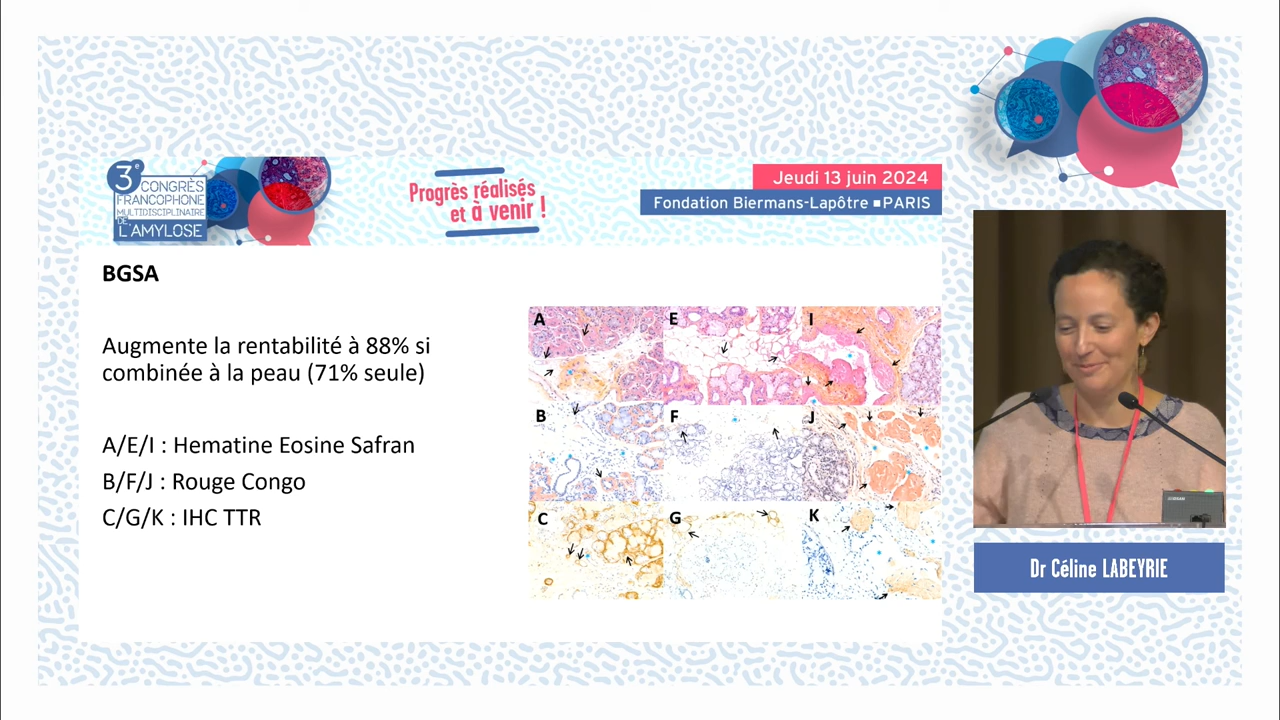 3e
CONGRÈS
FRANCOPHONE
MULTIDISCIPLINAIRE
DE
L'AMYLOSE
Progrès réalisés
et à venir !
Jeudi 13 juin 2024
Fondation Biermans-Lapôtre ■ PARIS
BGSA
Augmente la rentabilité à 88% si
combinée à la peau (71% seule)
A/E/I : Hematine Eosine Safran
B/F/J : Rouge Congo
C/G/K : IHC TTR
A E I
B F J
C G K
Dr Céline LABEYRIE